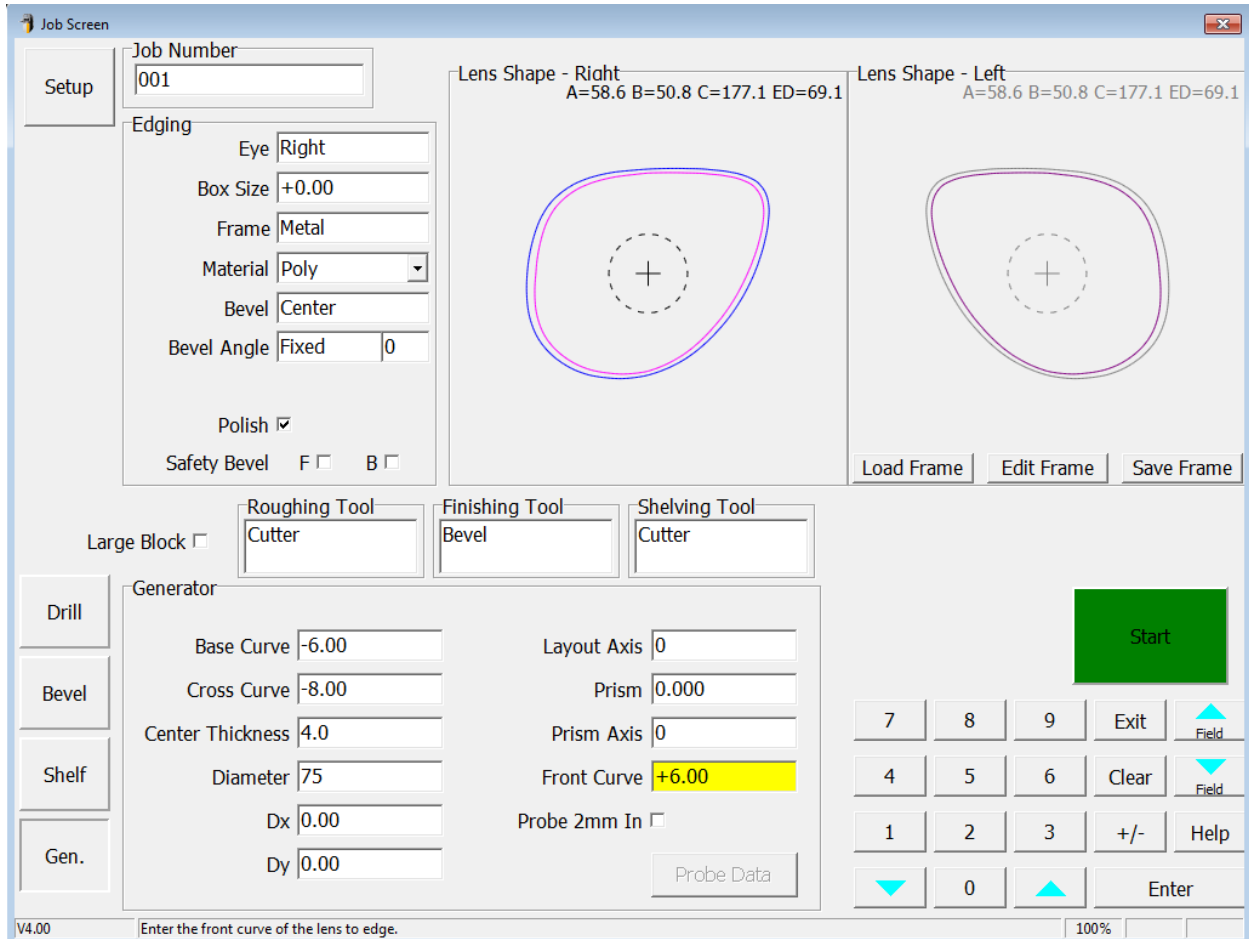 Job Screen
Setup
Job Number
001
Edging
Eye Right
Box Size +0.00
Frame Metal
Material Poly
Bevel Center
Bevel Angle Fixed 0
Polish
Safety Bevel F B
Lens Shape - Right
A=58.6 B=50.8 C=177.1 ED=69.1
Lens Shape - Left
A=58.6 B=50.8 C=177.1 ED=69.1
Load Frame Edit Frame Save Frame
Large Block
Roughing Tool
Cutter
Finishing Tool
Bevel
Shelving Tool
Cutter
Drill
Bevel
Shelf
Gen.
Generator
Base Curve -6.00
Cross Curve -8.00
Center Thickness 4.0
Diameter 75
Dx 0.00
Dy 0.00
Layout Axis 0
Prism 0.000
Prism Axis 0
Front Curve +6.00
Probe 2mm In
Probe Data
Start
7 8 9 Exit Field
4 5 6 Clear Field
1 2 3 +/- Help
0 Enter
V4.00 Enter the front curve of the lens to edge. 100%